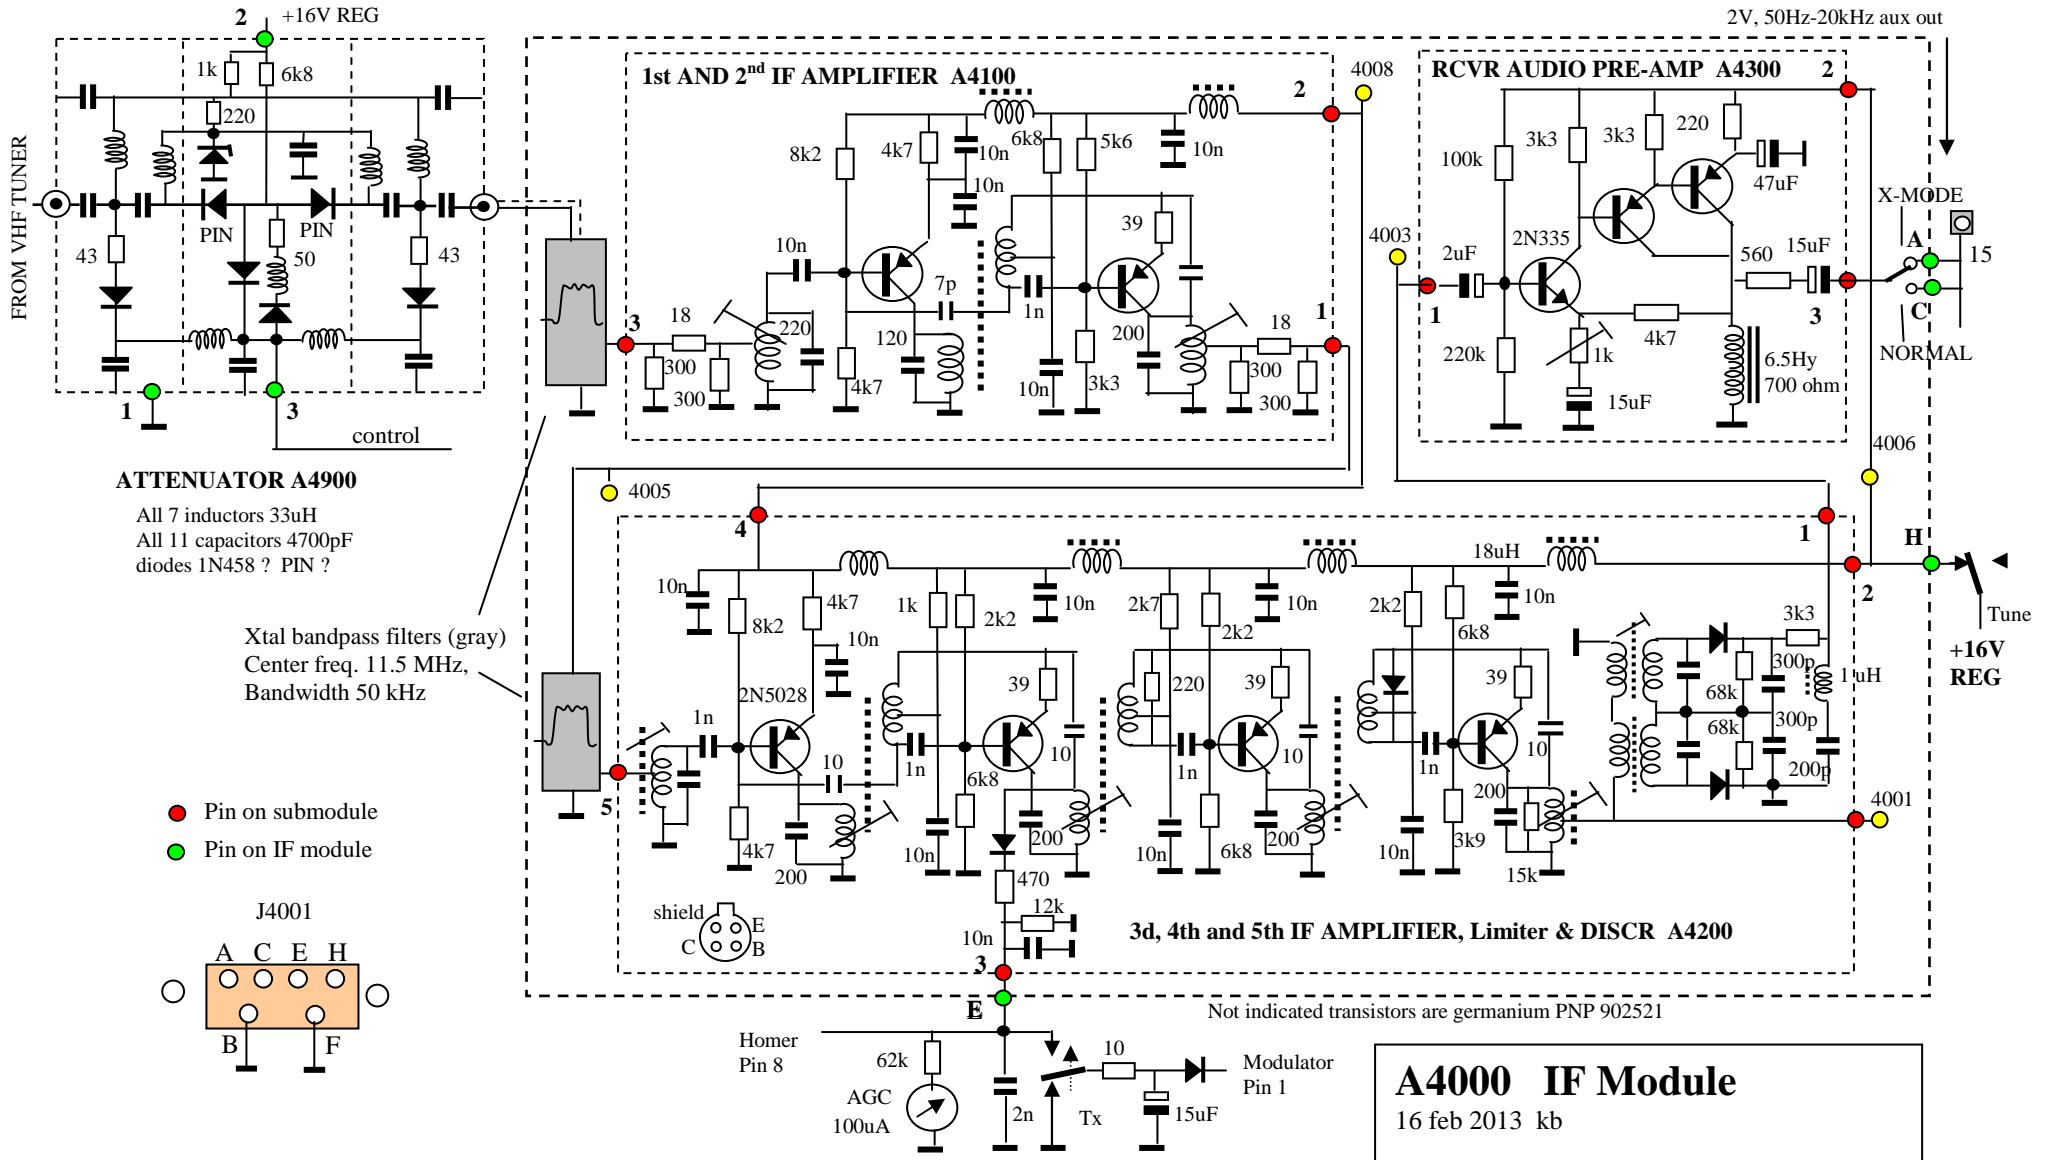 2 +16V REG
2V, 50Hz-20kHz aux out
1k
6k8
220
FROM VHF TUNER
PIN
PIN
43
50
43
1
3
control
ATTENUATOR A4900
All 7 inductors 33uH
All 11 capacitors 4700pF
diodes 1N458 ? PIN ?
Xtal bandpass filters (gray)
Center freq. 11.5 MHz,
Bandwidth 50 kHz
Pin on submodule
Pin on IF module
J4001
A C E H
B F
1st AND 2nd IF AMPLIFIER A4100
2
4008
8k2
4k7
10n
10n
6k8
5k6
10n
39
10n
7p
1n
3
18
220
120
200
18
1
300
300
4k7
10n
3k3
300
300
4005
RCVR AUDIO PRE-AMP A4300
2
3k3
3k3
220
100k
47uF
X-MODE
4003
2uF
2N335
560
15uF
A
15
1
C
3
4k7
220k
1k
6.5Hy
700 ohm
15uF
NORMAL
4006
4
1
H
18uH
10n
8k2
4k7
10n
1k
2k2
10n
2k7
2k2
10n
2k2
6k8
10n
2
3k3
Tune
+16V
REG
300p
1 uH
68k
68k
300p
200p
2N5028
39
220
39
39
1n
10
1n
10
1n
10
1n
10
6k8
5
4k7
200
10n
200
10n
6k8
200
10n
3k9
200
15k
4001
470
12k
10n
3
shield
E
C
B
3d, 4th and 5th IF AMPLIFIER, Limiter & DISCR A4200
E
Not indicated transistors are germanium PNP 902521
Homer
Pin 8
62k
10
Modulator
Pin 1
AGC
100uA
2n
Tx
15uF
A4000 IF Module
16 feb 2013 kb